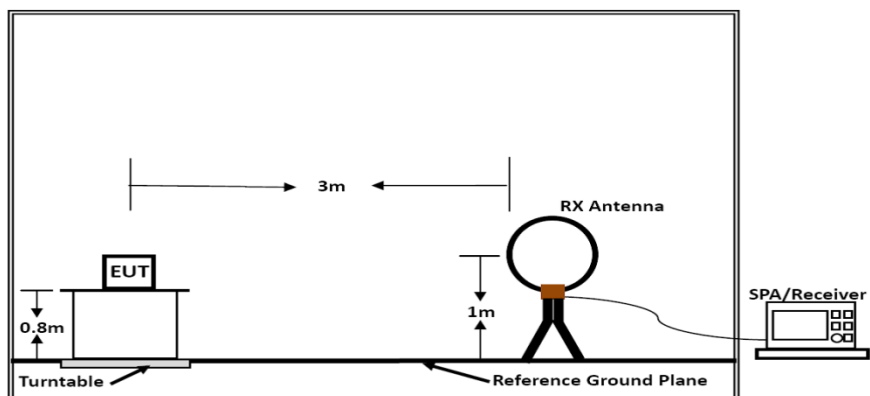 3m
RX Antenna
EUT
SPA/Receiver
0.8m
1m
Turntable
Reference Ground Plane